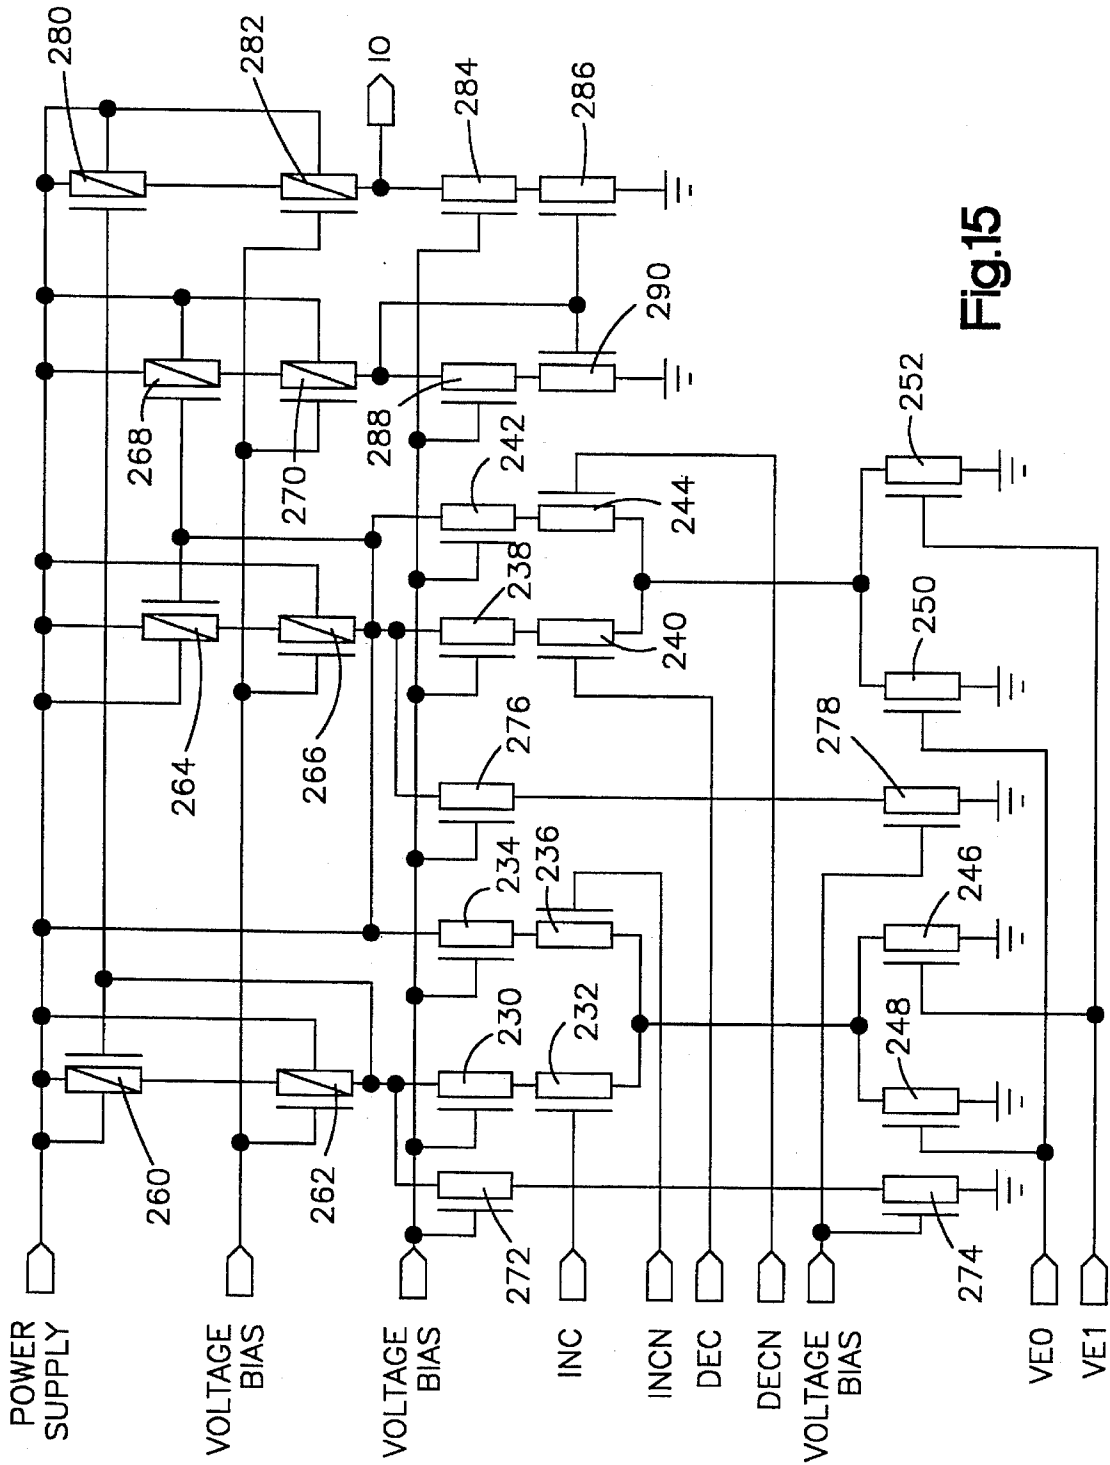 280
282
IO
284
286
268
270
288
290
242
244
252
264
266
238
240
250
276
278
234
236
246
260
262
230
232
248
272
274
POWER
SUPPLY
VOLTAGE
BIAS
VOLTAGE
BIAS
INC
INCN
DEC
DECN
VOLTAGE
BIAS
VE0
VE1
Fig.15